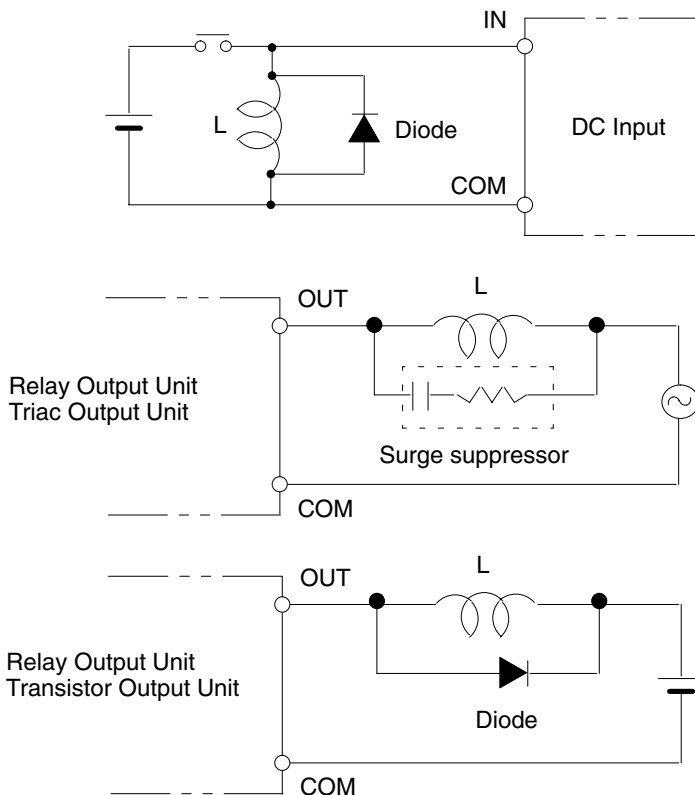 IN
L
Diode
DC Input
COM
OUT
L
Relay Output Unit
Triac Output Unit
Surge suppressor
COM
OUT
L
Relay Output Unit
Transistor Output Unit
Diode
COM